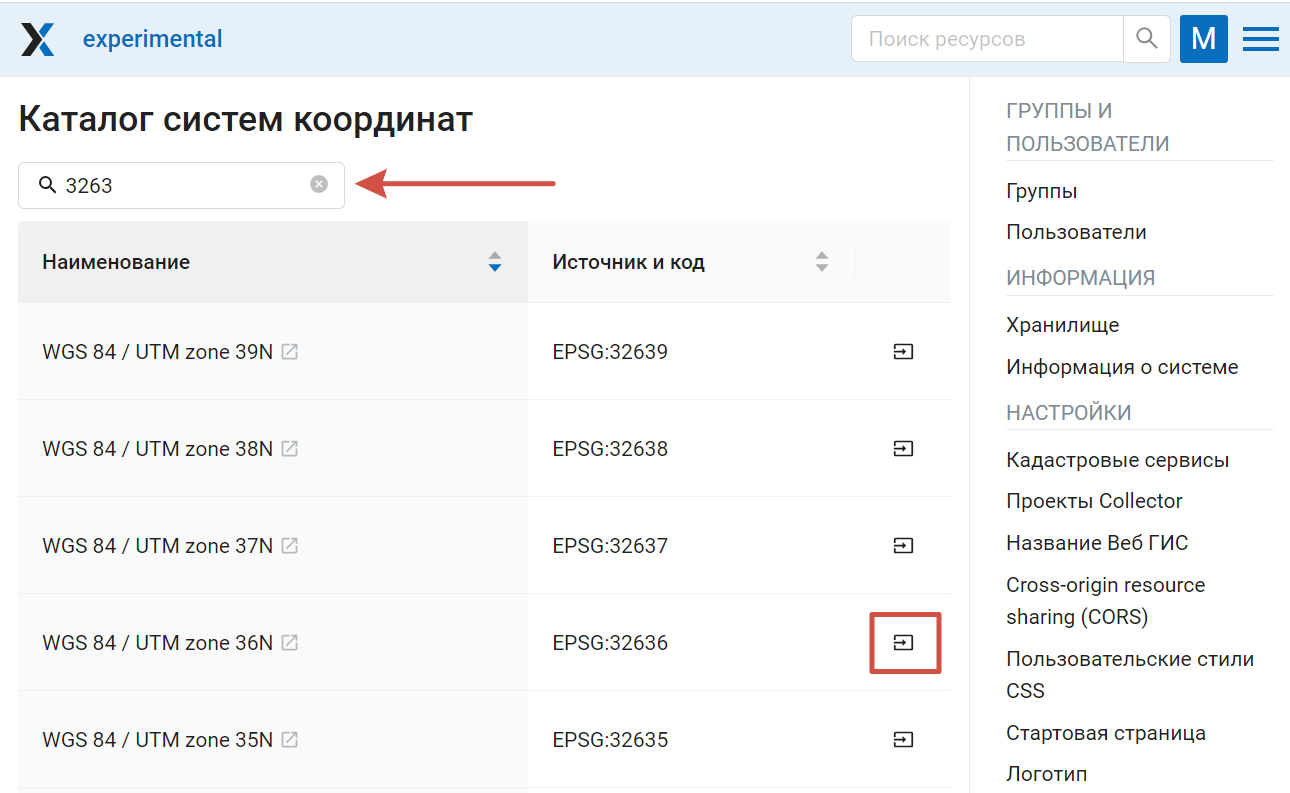 experimental
Поиск ресурсов
M
Каталог систем координат
3263
Наименование
Источник и код
WGS 84 / UTM zone 39N
EPSG:32639
WGS 84 / UTM zone 38N
EPSG:32638
WGS 84 / UTM zone 37N
EPSG:32637
WGS 84 / UTM zone 36N
EPSG:32636
WGS 84 / UTM zone 35N
EPSG:32635
ГРУППЫ И
ПОЛЬЗОВАТЕЛИ
Группы
Пользователи
ИНФОРМАЦИЯ
Хранилище
Информация о системе
НАСТРОЙКИ
Кадастровые сервисы
Проекты Collector
Название Веб ГИС
Cross-origin resource
sharing (CORS)
Пользовательские стили
CSS
Стартовая страница
Логотип